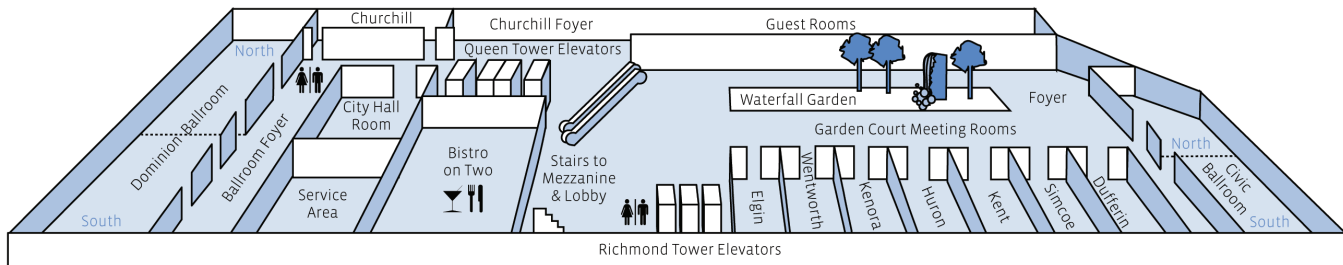 Churchill
Churchill Foyer
Guest Rooms
North
Queen Tower Elevators
City Hall
Room
Waterfall Garden
Foyer
Dominion Ballroom
Ballroom Foyer
Garden Court Meeting Rooms
North
Bistro
on Two
Stairs to
Mezzanine
& Lobby
Service
Area
Elgin
Wentworth
Kenora
Huron
Kent
Simcoe
Dufferin
Civic
Ballroom
South
South
Richmond Tower Elevators